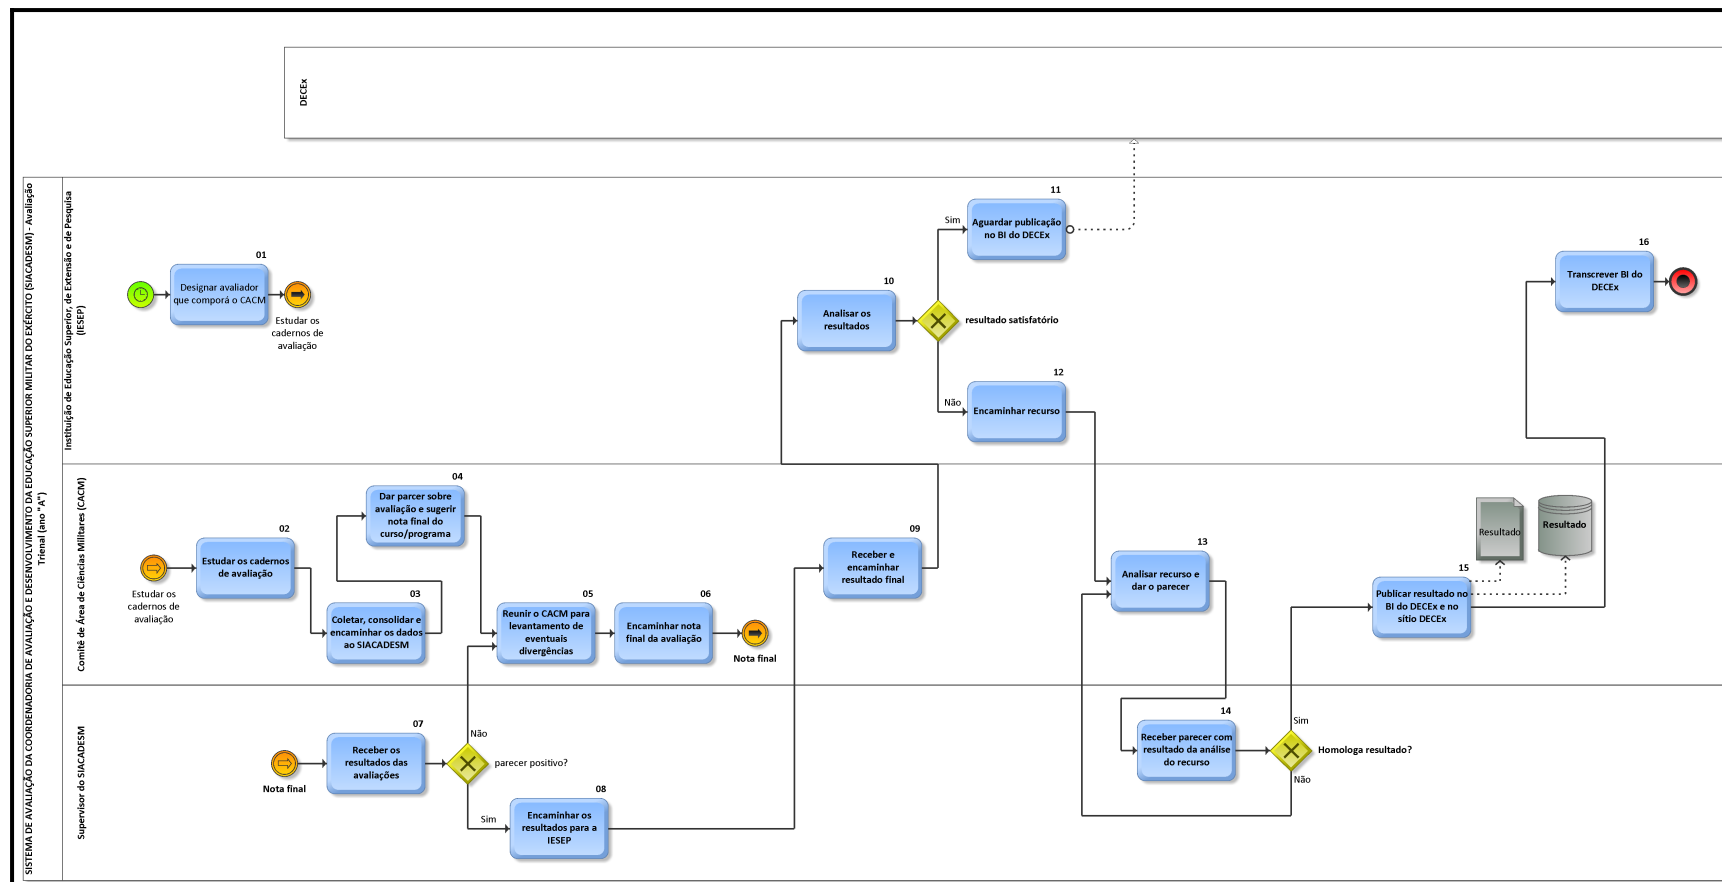 DECEx
SISTEMA DE AVALIAÇÃO DA COORDENADORIA DE AVALIAÇÃO E DESENVOLVIMENTO DA EDUCAÇÃO SUPERIOR MILITAR DO EXÉRCITO (SIACADESM) - Avaliação
Trienal (ano "A")
Instituição de Educação Superior, de Extensão e de Pesquisa
(IESEP)
01
Designar avaliador
que comporá o CACM
Estudar os
cadernos de
avaliação
10
Analisar os
resultados
resultado satisfatório
Sim
11
Aguardar publicação
no BI do DECEx
Não
12
Encaminhar recurso
16
Transcrever BI do
DECEx
Comitê de Área de Ciências Militares (CACM)
Estudar os
cadernos de
avaliação
02
Estudar os cadernos
de avaliação
03
Coletar, consolidar e
encaminhar os dados
ao SIACADESM
04
Dar parcer sobre
avaliação e sugerir
nota final do
curso/programa
05
Reunir o CACM para
levantamento de
eventuais
divergências
06
Encaminhar nota
final da avaliação
Nota final
09
Receber e
encaminhar
resultado final
13
Analisar recurso e
dar o parecer
15
Publicar resultado no
BI do DECEx e no
sítio DECEx
Resultado
Resultado
Supervisor do SIACADESM
Nota final
07
Receber os
resultados das
avaliações
Não
parecer positivo?
Sim
08
Encaminhar os
resultados para a
IESEP
14
Receber parecer com
resultado da análise
do recurso
Sim
Homologa resultado?
Não